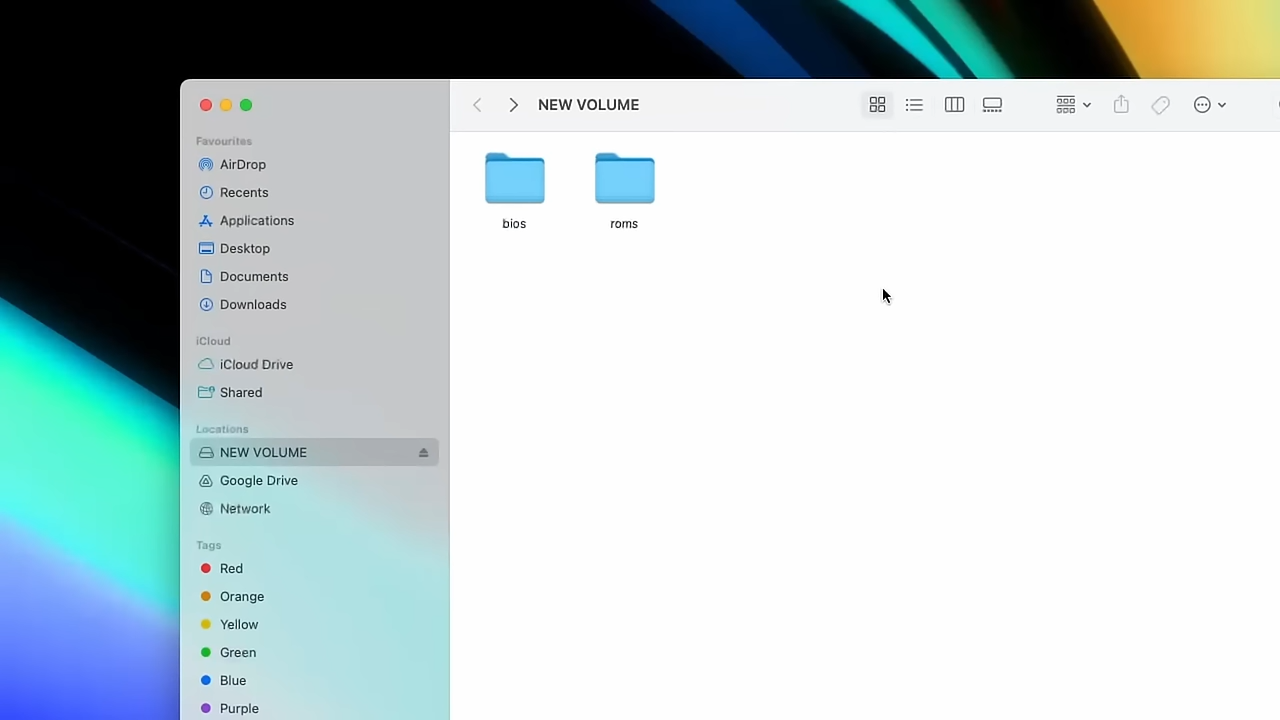 NEW VOLUME
Favourites
AirDrop
Recents
Applications
Desktop
Documents
Downloads
iCloud
iCloud Drive
Shared
Locations
NEW VOLUME
Google Drive
Network
Tags
Red
Orange
Yellow
Green
Blue
Purple
bios
roms